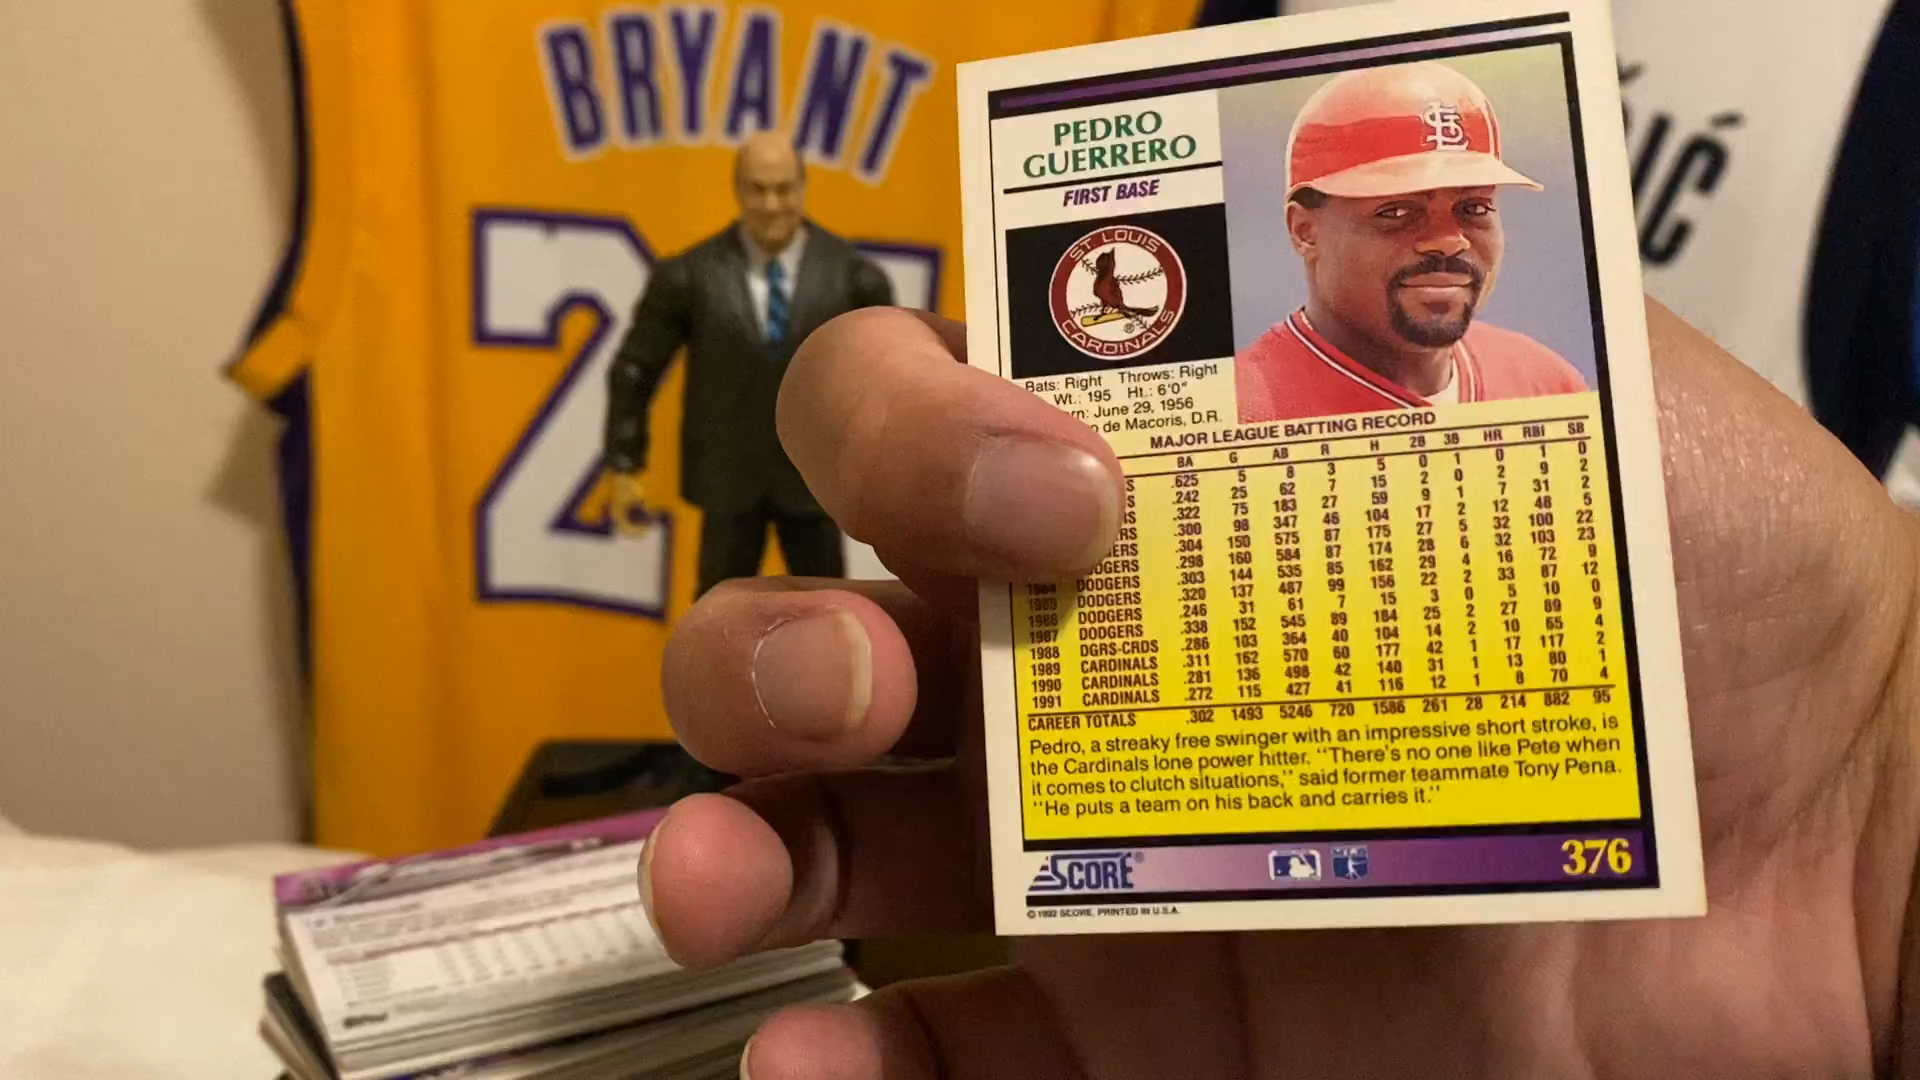 BRYANT
2
PEDRO
GUERRERO
FIRST BASE
ST. LOUIS
CARDINALS
Bats: Right Throws: Right
Wt.: 195 Ht.: 6'0"
rn: June 29, 1956
o de Macoris, D.R.
MAJOR LEAGUE BATTING RECORD
BA G AB R H 2B 3B HR RBI SB
S .625 5 8 3 5 0 1 0 1 0
S .242 25 62 7 15 2 0 2 9 2
RS .322 75 183 27 59 9 1 7 31 2
RS .300 98 347 46 104 17 2 12 48 5
ERS .304 150 575 87 175 27 5 32 100 22
DGERS .298 160 584 87 174 28 6 32 103 23
1984 DODGERS .303 144 535 85 162 29 4 16 72 9
1985 DODGERS .320 137 487 99 156 22 2 33 87 12
1986 DODGERS .246 31 61 7 15 3 0 5 10 0
1987 DODGERS .338 152 545 89 184 25 2 27 89 9
1988 DGRS-CRDS .286 103 364 40 104 14 2 10 65 4
1989 CARDINALS .311 162 570 60 177 42 1 17 117 2
1990 CARDINALS .281 136 498 42 140 31 1 13 80 1
1991 CARDINALS .272 115 427 41 116 12 1 8 70 4
CAREER TOTALS .302 1493 5246 720 1586 261 28 214 882 95
Pedro, a streaky free swinger with an impressive short stroke, is
the Cardinals lone power hitter. "There's no one like Pete when
it comes to clutch situations," said former teammate Tony Pena.
"He puts a team on his back and carries it."
SCORE®
376
© 1992 SCORE, PRINTED IN U.S.A.